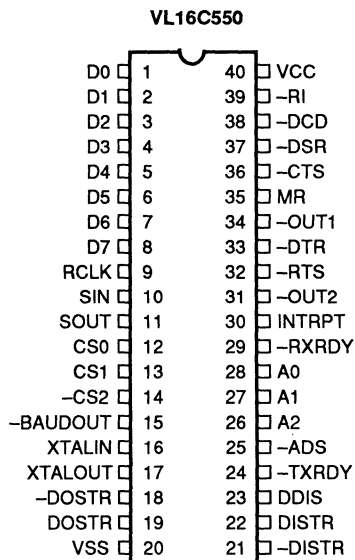 VL16C550
D0 1 40 VCC
D1 2 39 –RI
D2 3 38 –DCD
D3 4 37 –DSR
D4 5 36 –CTS
D5 6 35 MR
D6 7 34 –OUT1
D7 8 33 –DTR
RCLK 9 32 –RTS
SIN 10 31 –OUT2
SOUT 11 30 INTRPT
CS0 12 29 –RXRDY
CS1 13 28 A0
–CS2 14 27 A1
–BAUDOUT 15 26 A2
XTALIN 16 25 –ADS
XTALOUT 17 24 –TXRDY
–DOSTR 18 23 DDIS
DOSTR 19 22 DISTR
VSS 20 21 –DISTR